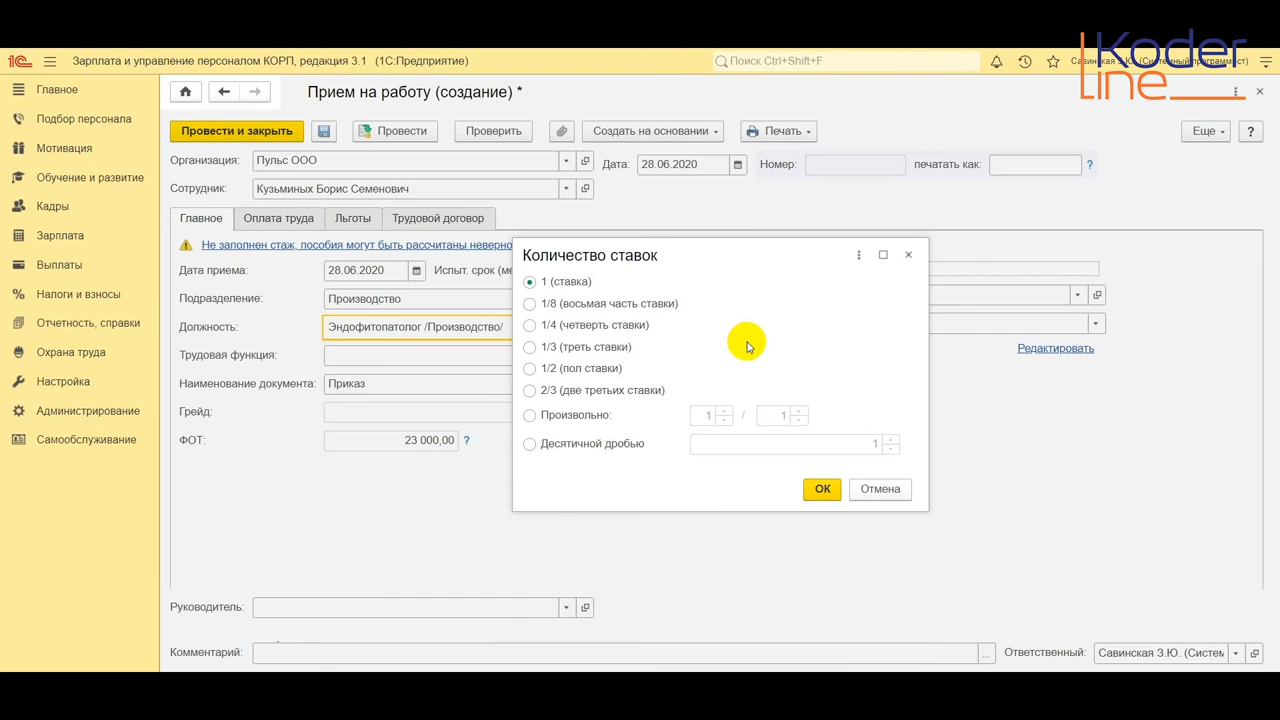 Koder
Line
1С Зарплата и управление персоналом КОРП, редакция 3.1 (1С:Предприятие)
Поиск Ctrl+Shift+F
Главное
Подбор персонала
Мотивация
Обучение и развитие
Кадры
Зарплата
Выплаты
Налоги и взносы
Отчетность, справки
Охрана труда
Настройка
Администрирование
Самообслуживание
Прием на работу (создание) *
Провести и закрыть Провести Проверить Создать на основании Печать Еще ?
Организация: Пульс ООО Дата: 28.06.2020 Номер: печатать как: ?
Сотрудник: Кузьминых Борис Семенович
Главное Оплата труда Льготы Трудовой договор
Не заполнен стаж, пособия могут быть рассчитаны неверно
Дата приема: 28.06.2020 Испыт. срок (ме
Подразделение: Производство
Должность: Эндофитопатолог /Производство/
Трудовая функция:
Редактировать
Наименование документа: Приказ
Грейд:
ФОТ: 23 000,00 ?
Количество ставок
1 (ставка)
1/8 (восьмая часть ставки)
1/4 (четверть ставки)
1/3 (треть ставки)
1/2 (пол ставки)
2/3 (две третьих ставки)
Произвольно: 1 / 1
Десятичной дробью 1
ОК Отмена
Руководитель:
Комментарий: ... Ответственный: Савинская З.Ю. (Систем